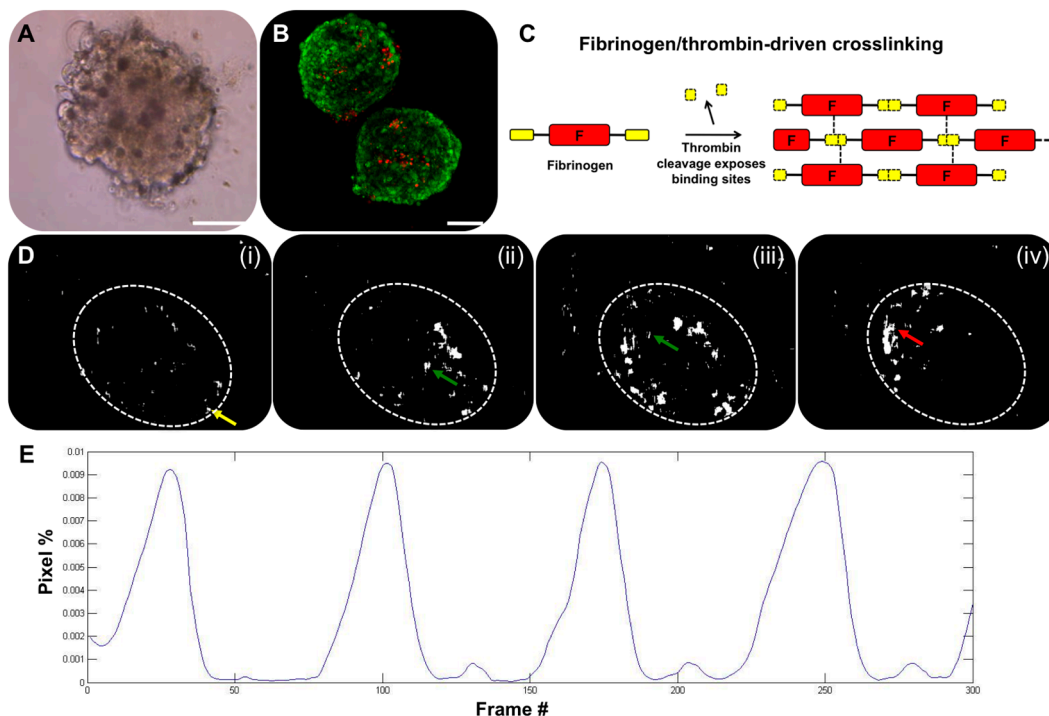 A
B
C
Fibrinogen/thrombin-driven crosslinking
F
Fibrinogen
Thrombin
cleavage exposes
binding sites
F F
F F F
F F
D
(i) (ii) (iii) (iv)
E
Pixel %
0.01
0.009
0.008
0.007
0.006
0.005
0.004
0.003
0.002
0.001
0
0 50 100 150 200 250 300
Frame #